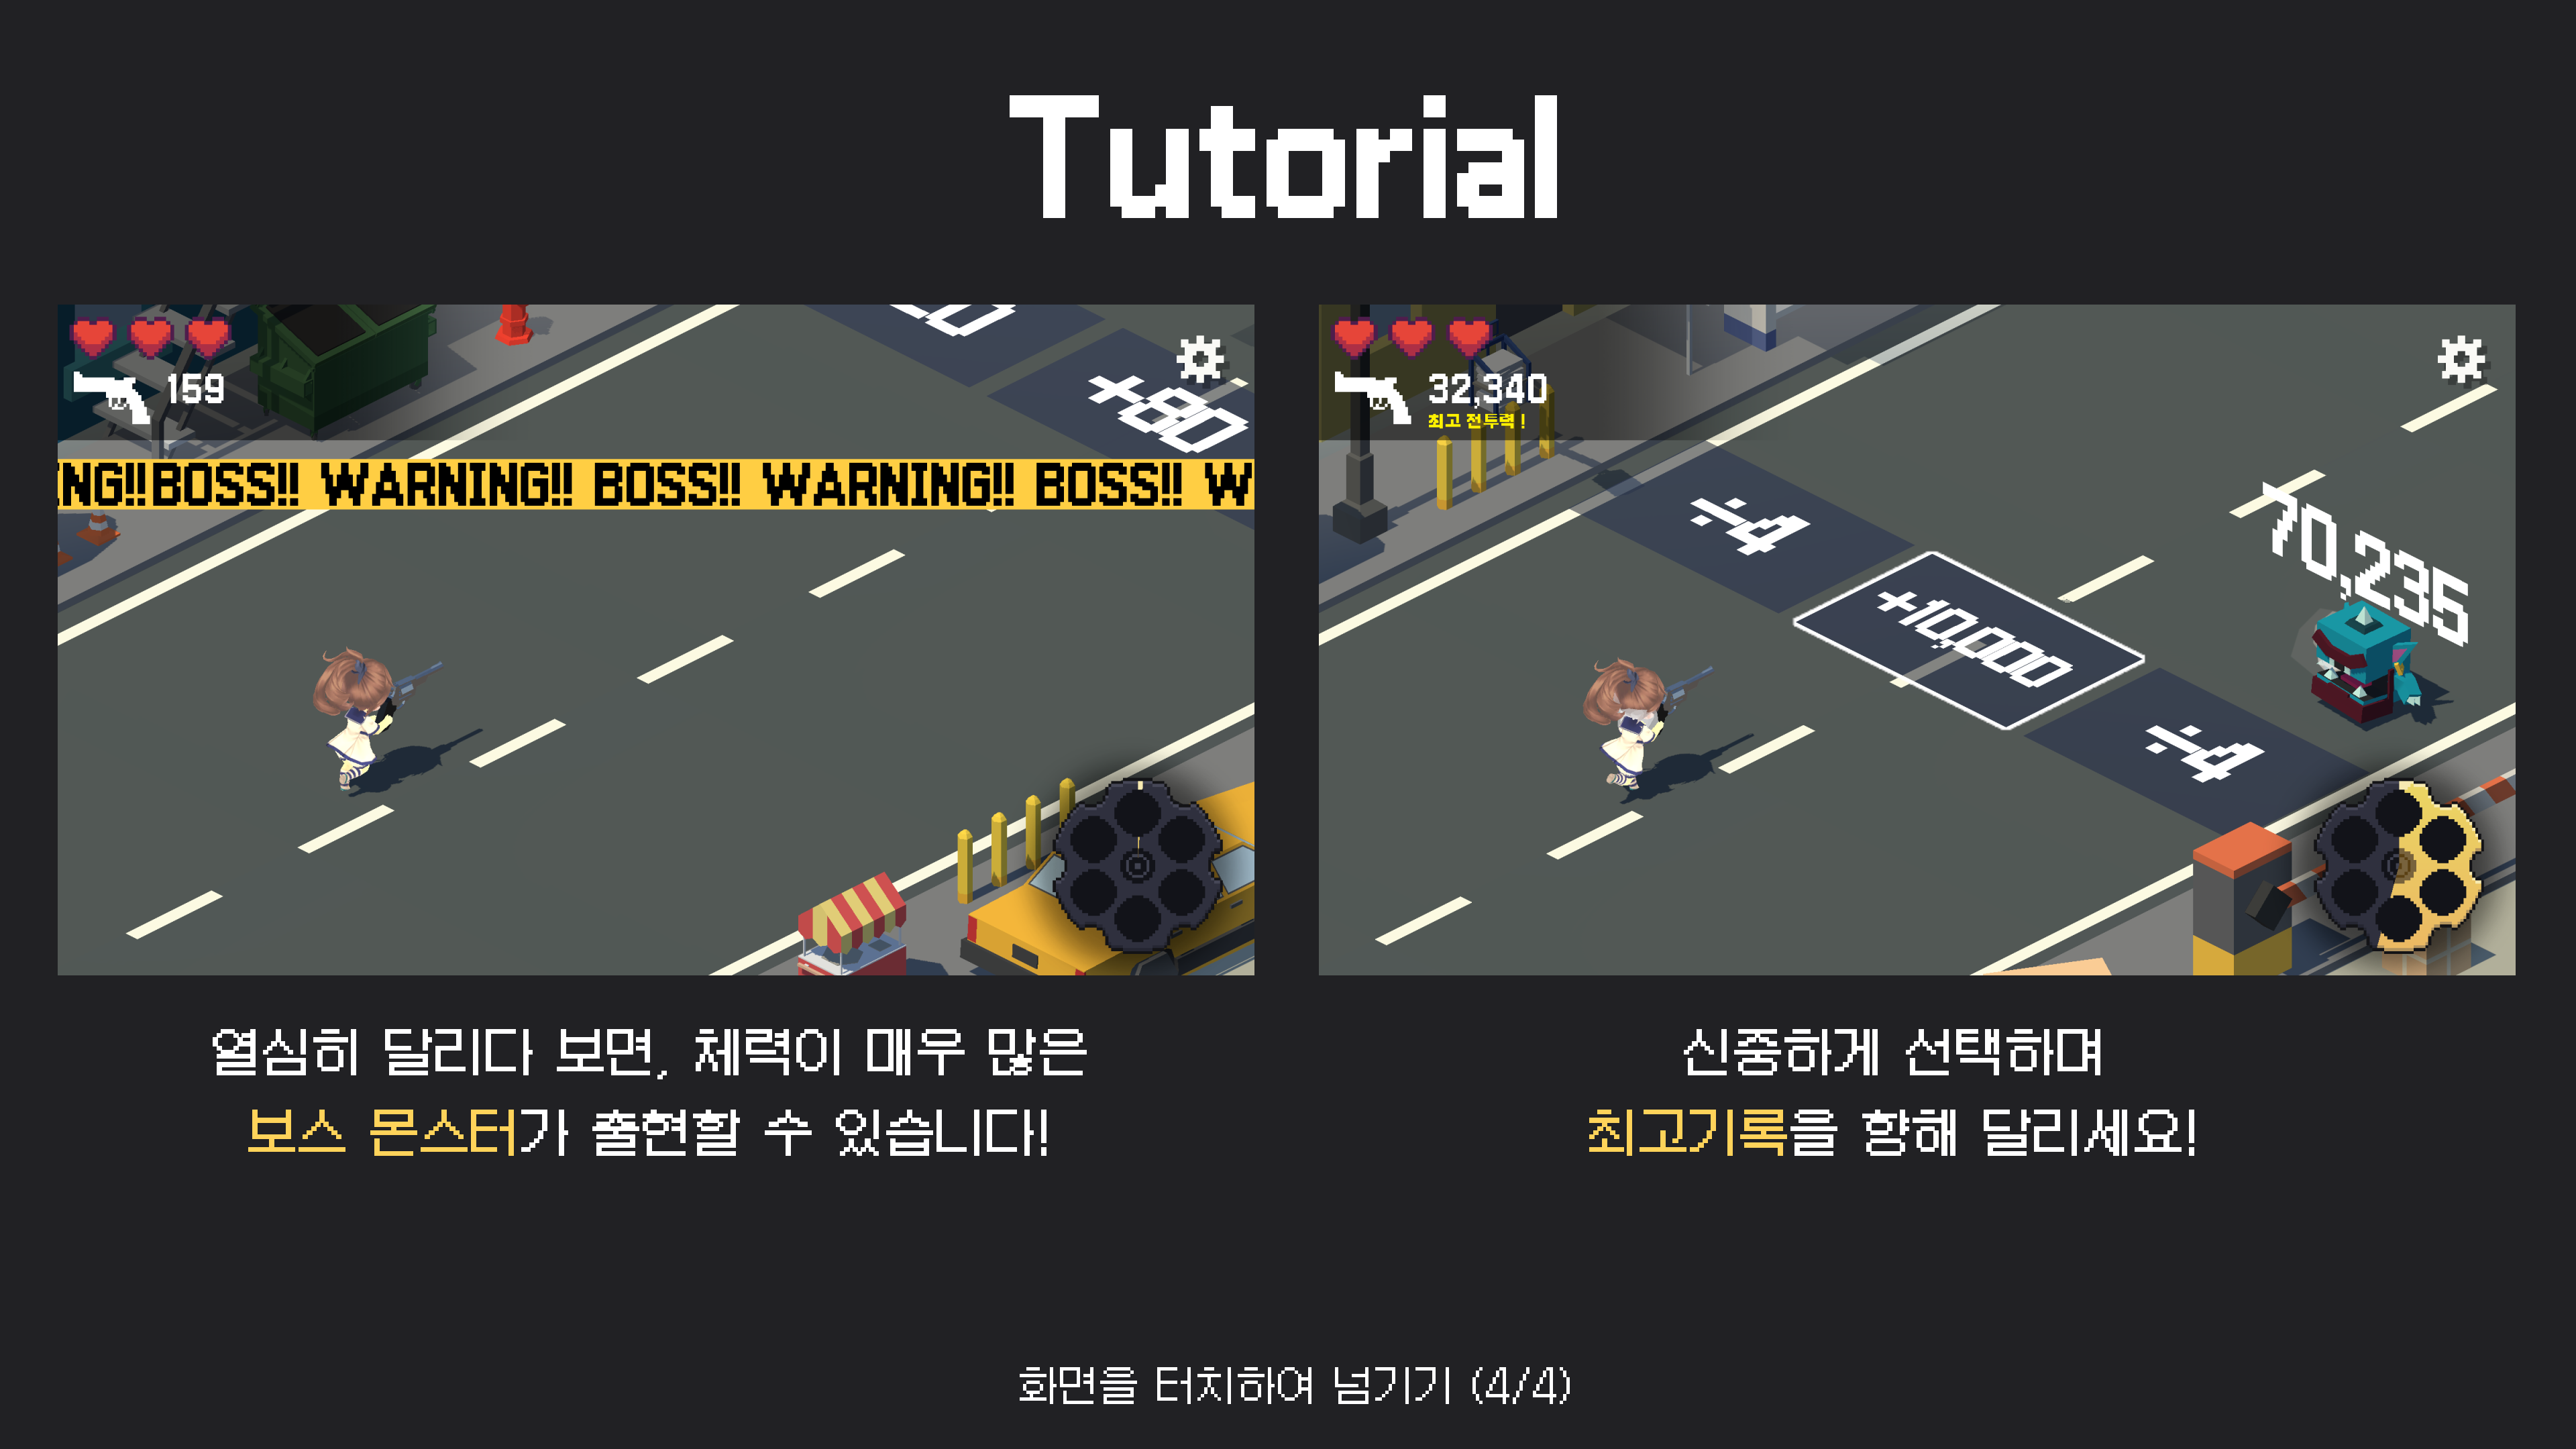 Tutorial
159
+80
NG!! BOSS!! WARNING!! BOSS!! WARNING!! BOSS!! W
32,340
최고 전투력!
÷4
+10,000
÷4
70,235
열심히 달리다 보면, 체력이 매우 많은
보스 몬스터가 출현할 수 있습니다!
신중하게 선택하며
최고기록을 향해 달리세요!
화면을 터치하여 넘기기 (4/4)